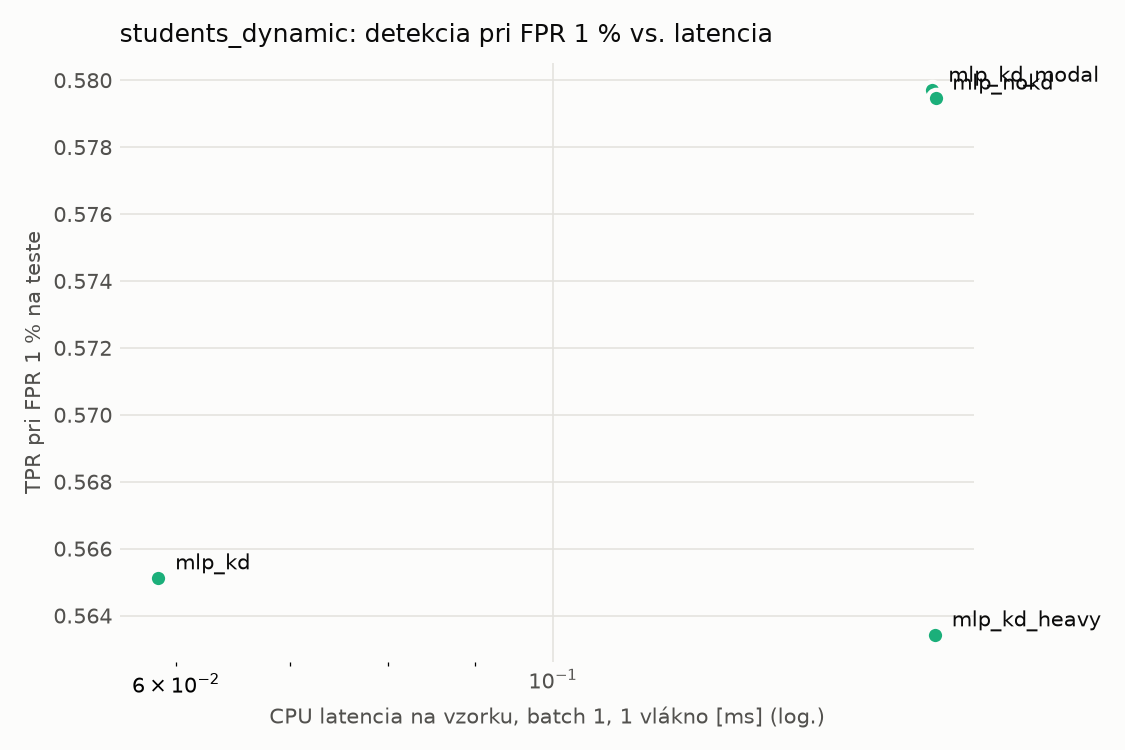 students_dynamic: detekcia pri FPR 1 % vs. latencia
mlp_kd_modal
mlp_nokd
0.580
0.578
0.576
0.574
0.572
0.570
0.568
0.566
0.564
TPR pri FPR 1 % na teste
mlp_kd
mlp_kd_heavy
6 × 10⁻²
10⁻¹
CPU latencia na vzorku, batch 1, 1 vlákno [ms] (log.)